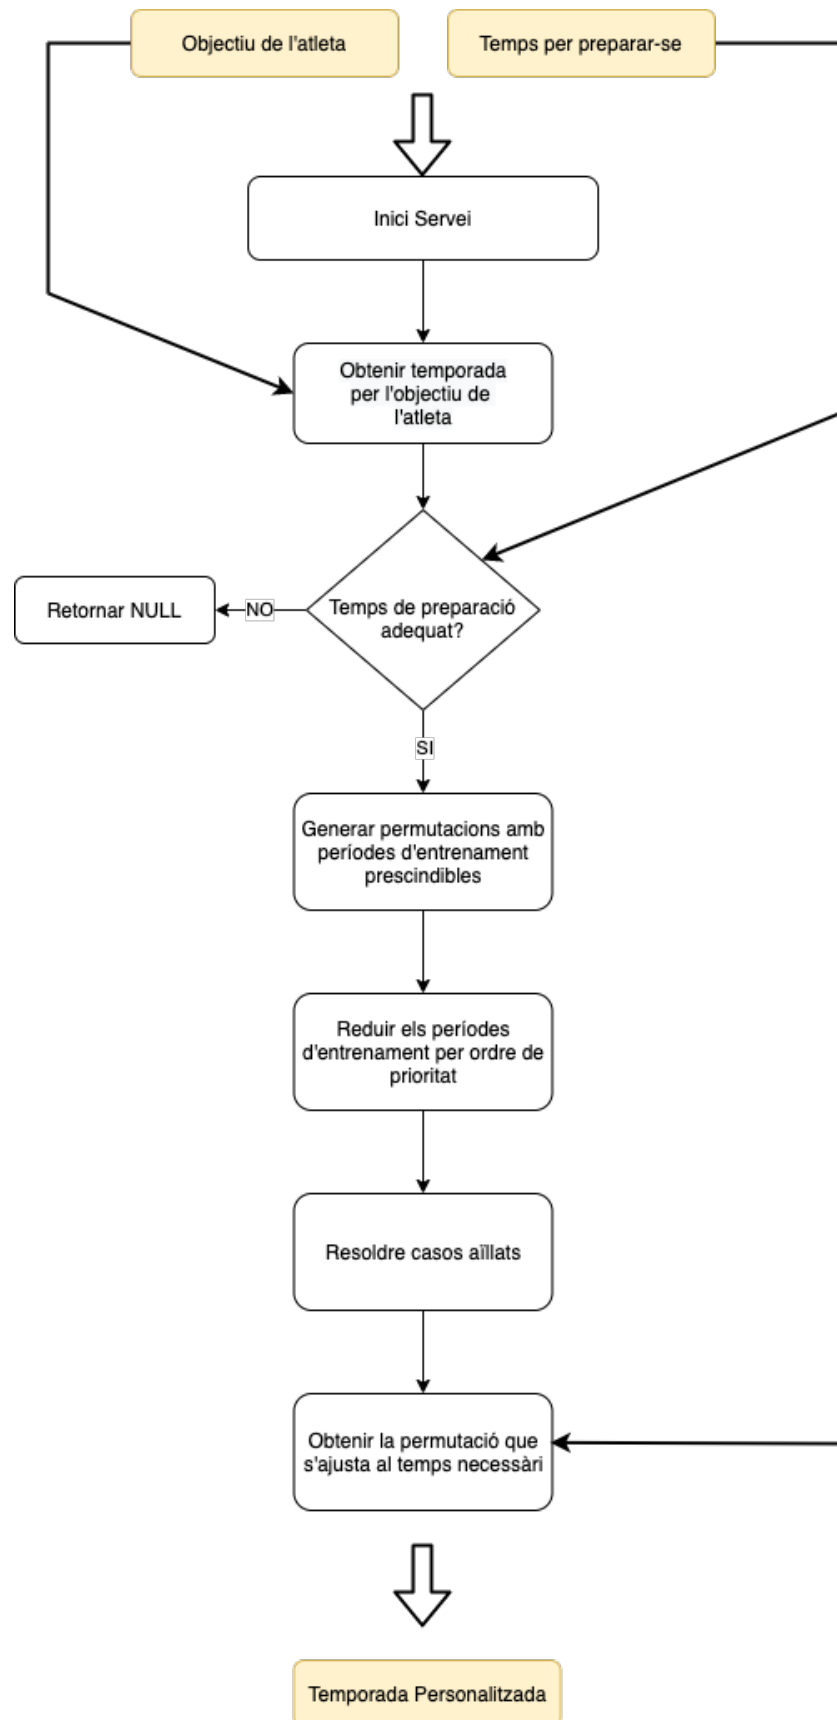 Objectiu de l'atleta
Temps per preparar-se
Inici Servei
Obtenir temporada
per l'objectiu de
l'atleta
Temps de preparació
adequat?
NO
Retornar NULL
SI
Generar permutacions amb
períodes d'entrenament
prescindibles
Reduir els períodes
d'entrenament per ordre de
prioritat
Resoldre casos aïllats
Obtenir la permutació que
s'ajusta al temps necessàri
Temporada Personalitzada